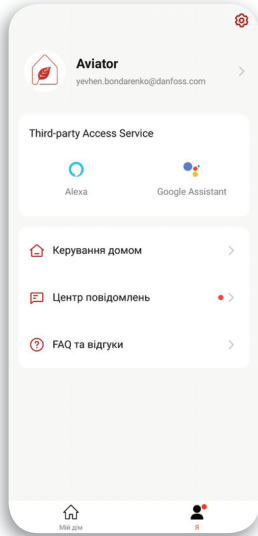 Aviator
yevhen.bondarenko@danfoss.com
Third-party Access Service
Alexa
Google Assistant
Керування домом
Центр повідомлень
FAQ та відгуки
Мій дім
Я